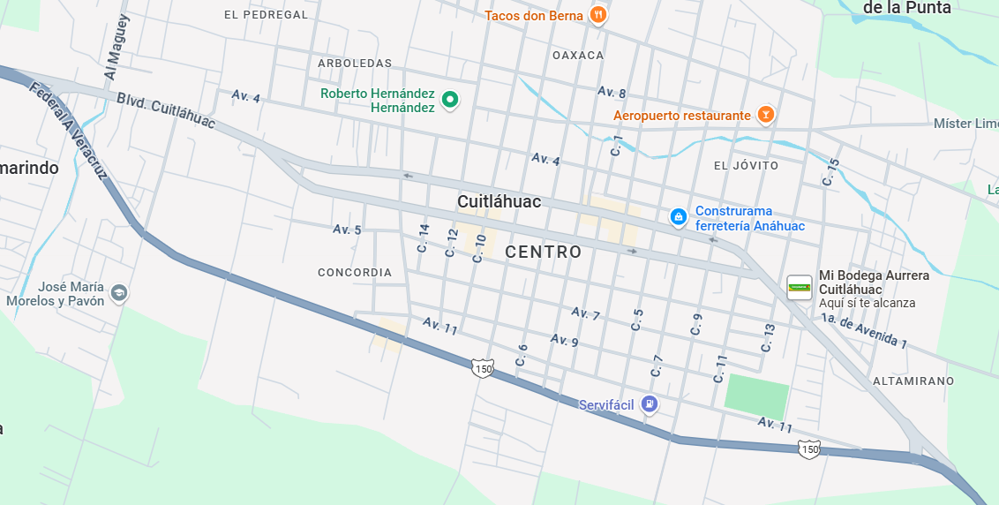 de la Punta
EL PEDREGAL
Tacos don Berna
Al Maguey
OAXACA
ARBOLEDAS
Federal A Veracruz
Blvd. Cuitláhuac
Av. 4
Roberto Hernández
Hernández
Av. 8
Aeropuerto restaurante
Míster Lim
C. 1
Av. 4
EL JÓVITO
C. 15
marindo
La
Cuitláhuac
Construrama
ferretería Anáhuac
Av. 5
C. 14
C. 12
C. 10
CENTRO
CONCORDIA
Mi Bodega Aurrera
Cuitláhuac
Aquí sí te alcanza
José María
Morelos y Pavón
Av. 7
C. 5
C. 9
1a. de Avenida 1
Av. 11
Av. 9
C. 13
C. 6
C. 7
C. 11
150
ALTAMIRANO
Servifácil
Av. 11
a
150